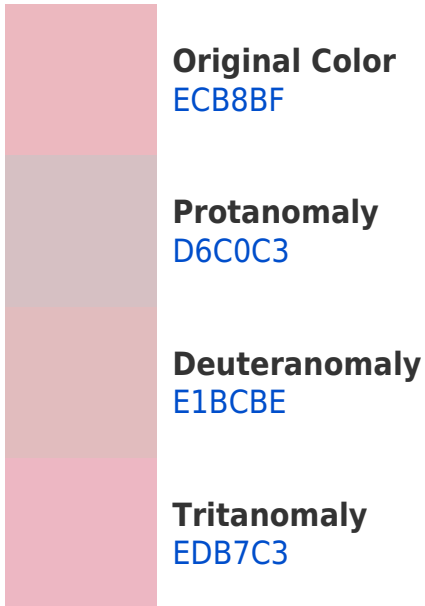 Original Color
ECB8BF
Protanomaly
D6C0C3
Deuteranomaly
E1BCBE
Tritanomaly
EDB7C3